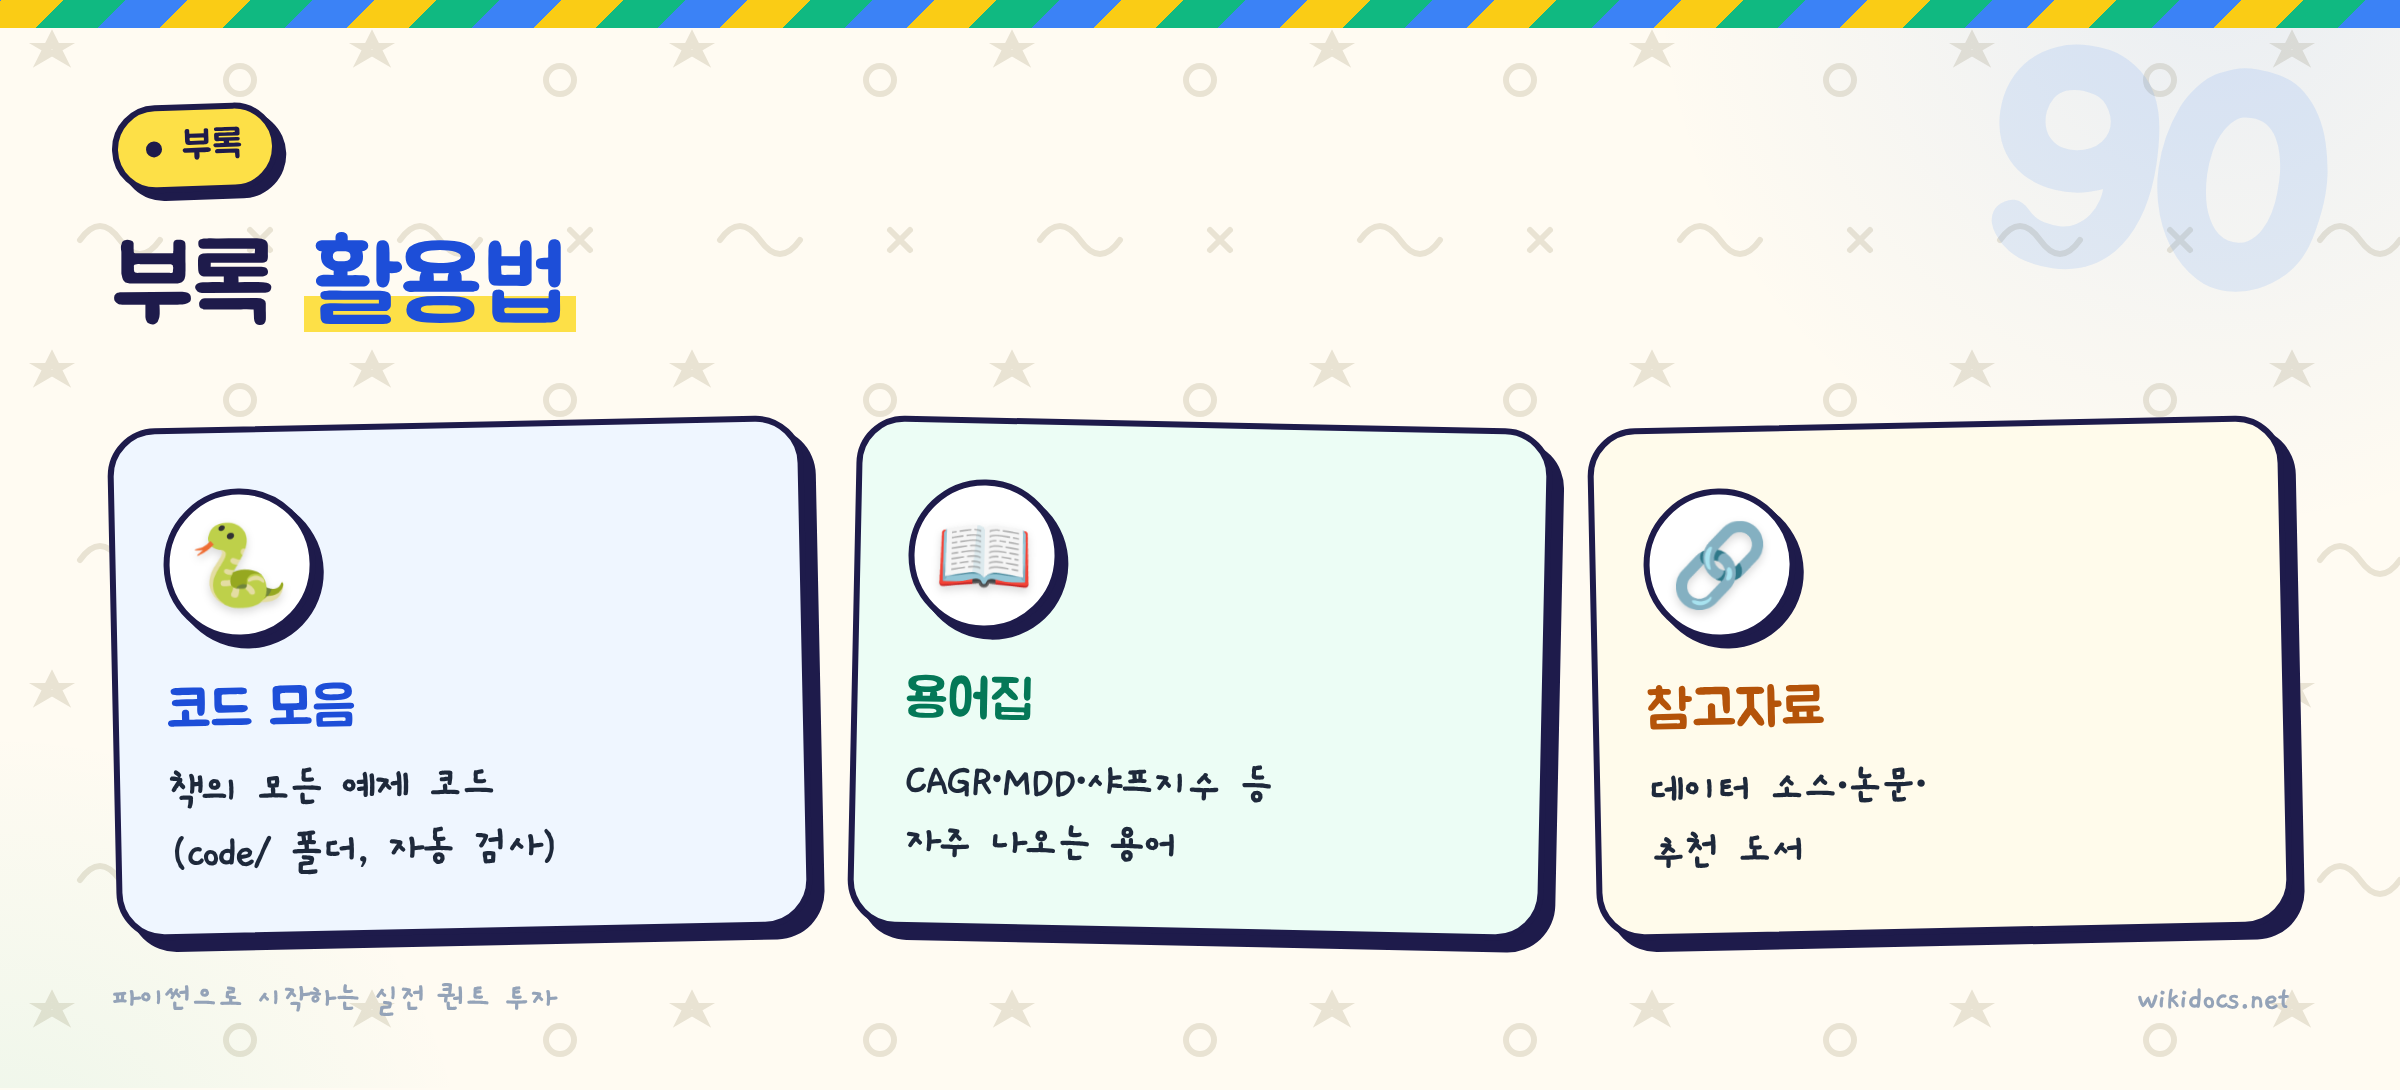 90
부록
부록 활용법
코드 모음
책의 모든 예제 코드
(code/ 폴더, 자동 검사)
용어집
CAGR·MDD·샤프지수 등
자주 나오는 용어
참고자료
데이터 소스·논문·
추천 도서
파이썬으로 시작하는 실전 퀀트 투자
wikidocs.net